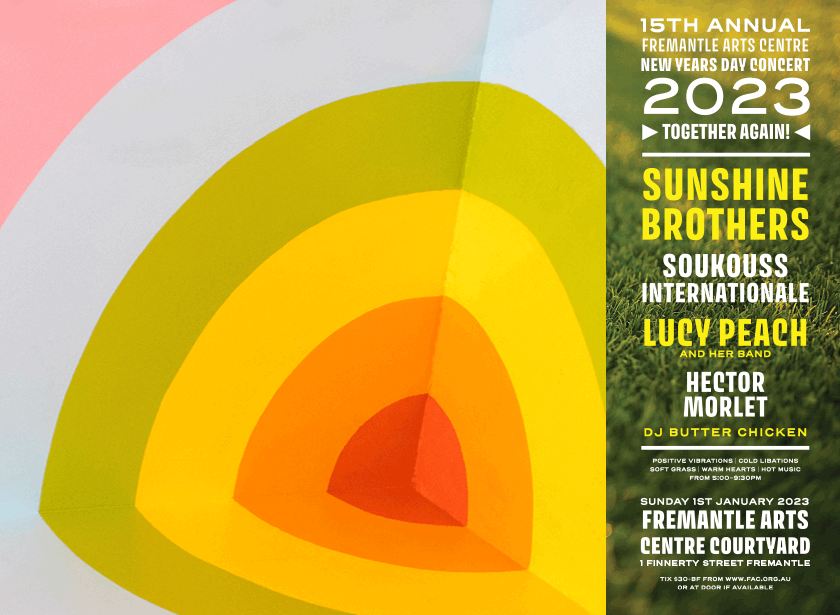 15TH ANNUAL
FREMANTLE ARTS CENTRE
NEW YEARS DAY CONCERT
2023
▶ TOGETHER AGAIN! ◀
SUNSHINE
BROTHERS
SOUKOUSS
INTERNATIONALE
LUCY PEACH
AND HER BAND
HECTOR
MORLET
DJ BUTTER CHICKEN
POSITIVE VIBRATIONS | COLD LIBATIONS
SOFT GRASS | WARM HEARTS | HOT MUSIC
FROM 5:00-9:30PM
SUNDAY 1ST JANUARY 2023
FREMANTLE ARTS
CENTRE COURTYARD
1 FINNERTY STREET FREMANTLE
TIX $30-BF FROM WWW.FAC.ORG.AU
OR AT DOOR IF AVAILABLE